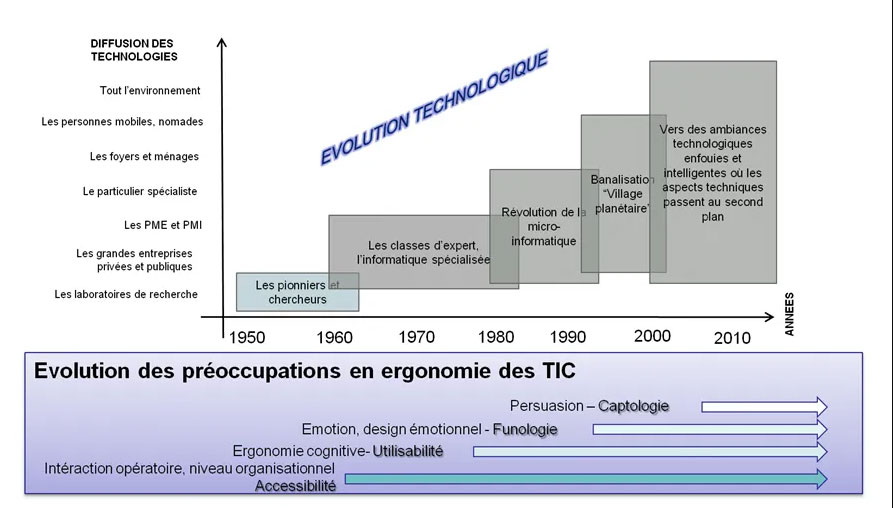 DIFFUSION DES
TECHNOLOGIES
Tout l'environnement
Les personnes mobiles, nomades
Les foyers et ménages
Le particulier spécialiste
Les PME et PMI
Les grandes entreprises
privées et publiques
Les laboratoires de recherche
EVOLUTION TECHNOLOGIQUE
Les pionniers et
chercheurs
Les classes d'expert,
l'informatique spécialisée
Révolution de la
micro-
informatique
Banalisation
"Village
planétaire"
Vers des ambiances
technologiques
enfouies et
intelligentes où les
aspects techniques
passent au second
plan
1950 1960 1970 1980 1990 2000 2010
ANNEES
Evolution des préoccupations en ergonomie des TIC
Persuasion – Captologie
Emotion, design émotionnel - Funologie
Ergonomie cognitive- Utilisabilité
Intéraction opératoire, niveau organisationnel
Accessibilité